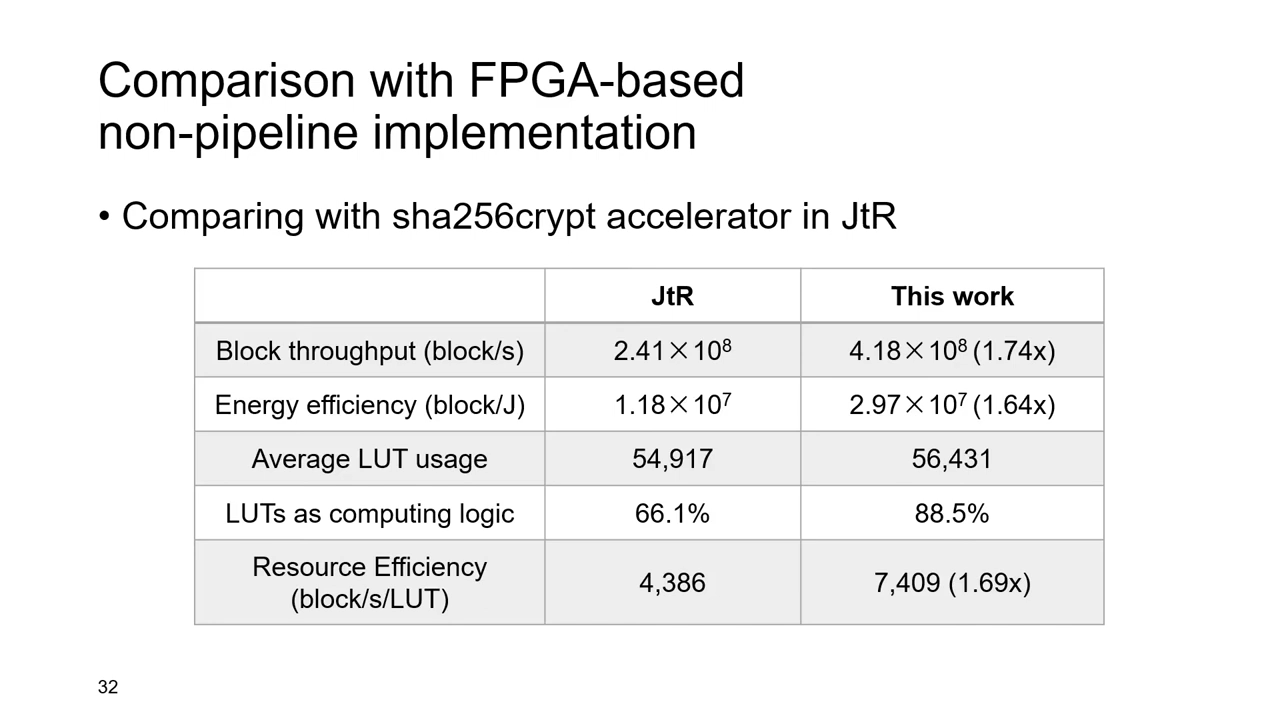 Comparison with FPGA-based
non-pipeline implementation
• Comparing with sha256crypt accelerator in JtR
JtR This work
Block throughput (block/s) 2.41×10⁸ 4.18×10⁸ (1.74x)
Energy efficiency (block/J) 1.18×10⁷ 2.97×10⁷ (1.64x)
Average LUT usage 54,917 56,431
LUTs as computing logic 66.1% 88.5%
Resource Efficiency
(block/s/LUT) 4,386 7,409 (1.69x)
32